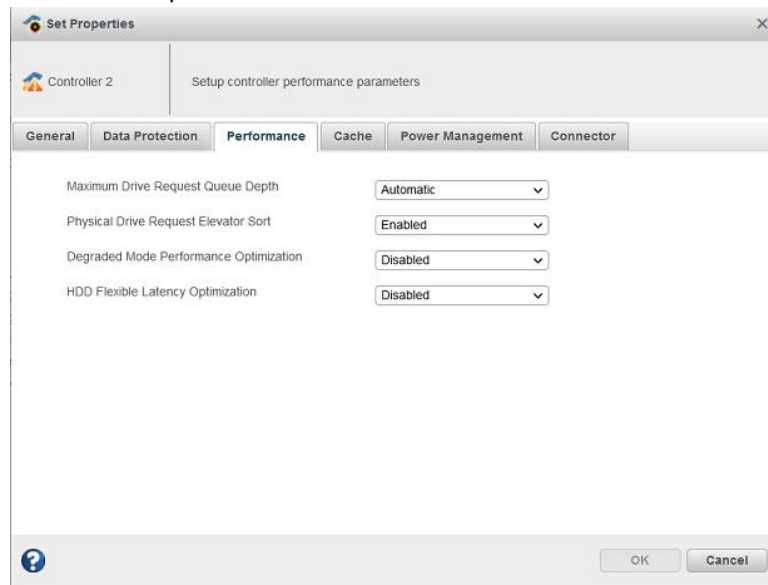 Set Properties
Controller 2 Setup controller performance parameters
General Data Protection Performance Cache Power Management Connector
Maximum Drive Request Queue Depth Automatic
Physical Drive Request Elevator Sort Enabled
Degraded Mode Performance Optimization Disabled
HDD Flexible Latency Optimization Disabled
? OK Cancel